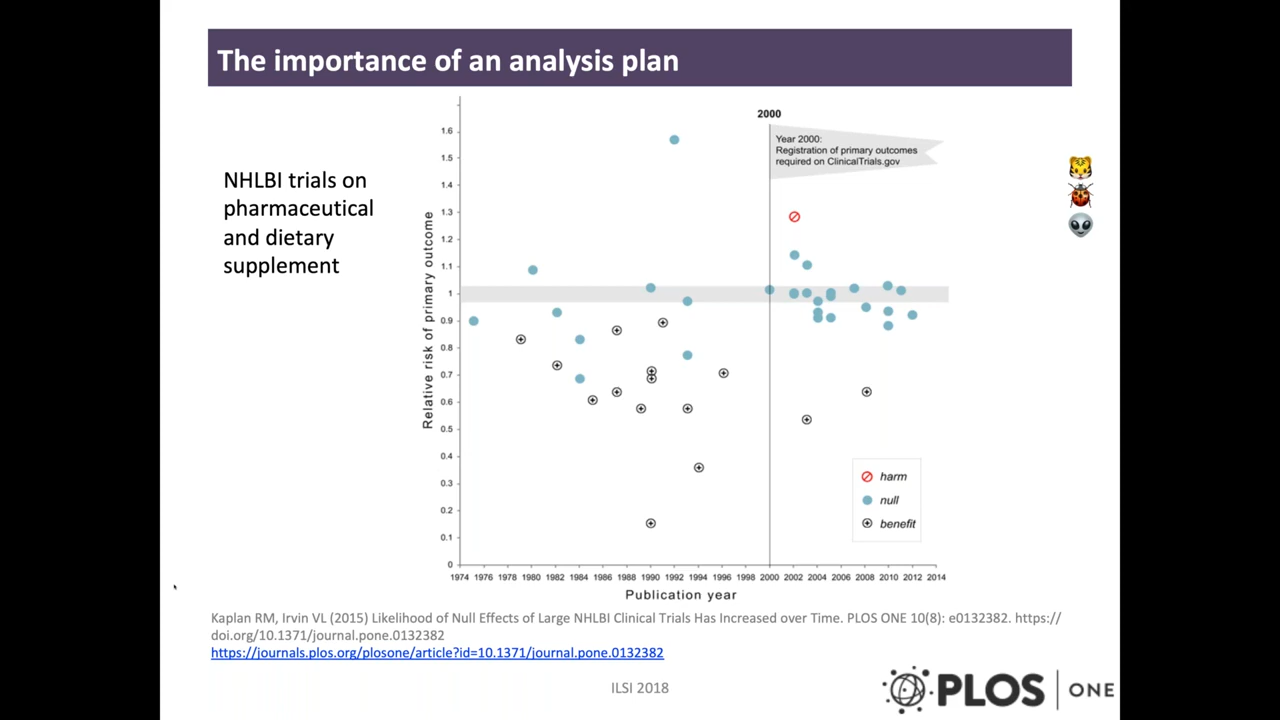 The importance of an analysis plan
NHLBI trials on
pharmaceutical
and dietary
supplement
2000
Year 2000:
Registration of primary outcomes
required on ClinicalTrials.gov
Relative risk of primary outcome
1.6
1.5
1.4
1.3
1.2
1.1
1
0.9
0.8
0.7
0.6
0.5
0.4
0.3
0.2
0.1
0
harm
null
benefit
1974 1976 1978 1980 1982 1984 1986 1988 1990 1992 1994 1996 1998 2000 2002 2004 2006 2008 2010 2012 2014
Publication year
Kaplan RM, Irvin VL (2015) Likelihood of Null Effects of Large NHLBI Clinical Trials Has Increased over Time. PLOS ONE 10(8): e0132382. https://
doi.org/10.1371/journal.pone.0132382
https://journals.plos.org/plosone/article?id=10.1371/journal.pone.0132382
ILSI 2018
PLOS ONE